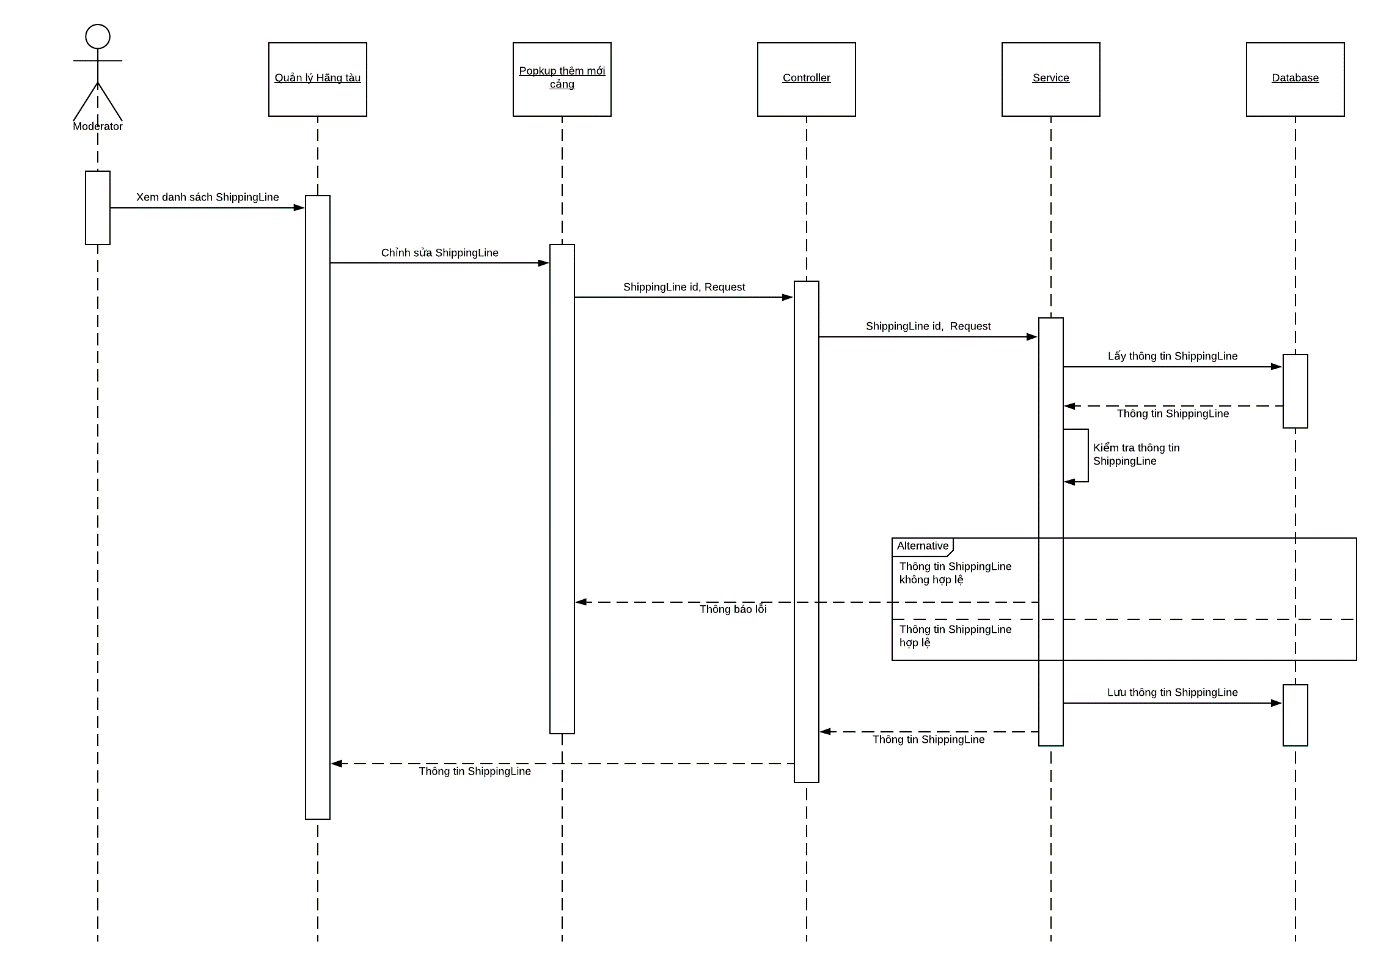 Moderator
Quản lý Hãng tàu
Popkup thêm mới
cảng
Controller
Service
Database
Xem danh sách ShippingLine
Chỉnh sửa ShippingLine
ShippingLine id, Request
ShippingLine id, Request
Lấy thông tin ShippingLine
Thông tin ShippingLine
Kiểm tra thông tin
ShippingLine
Alternative
Thông tin ShippingLine
không hợp lệ
Thông báo lỗi
Thông tin ShippingLine
hợp lệ
Lưu thông tin ShippingLine
Thông tin ShippingLine
Thông tin ShippingLine